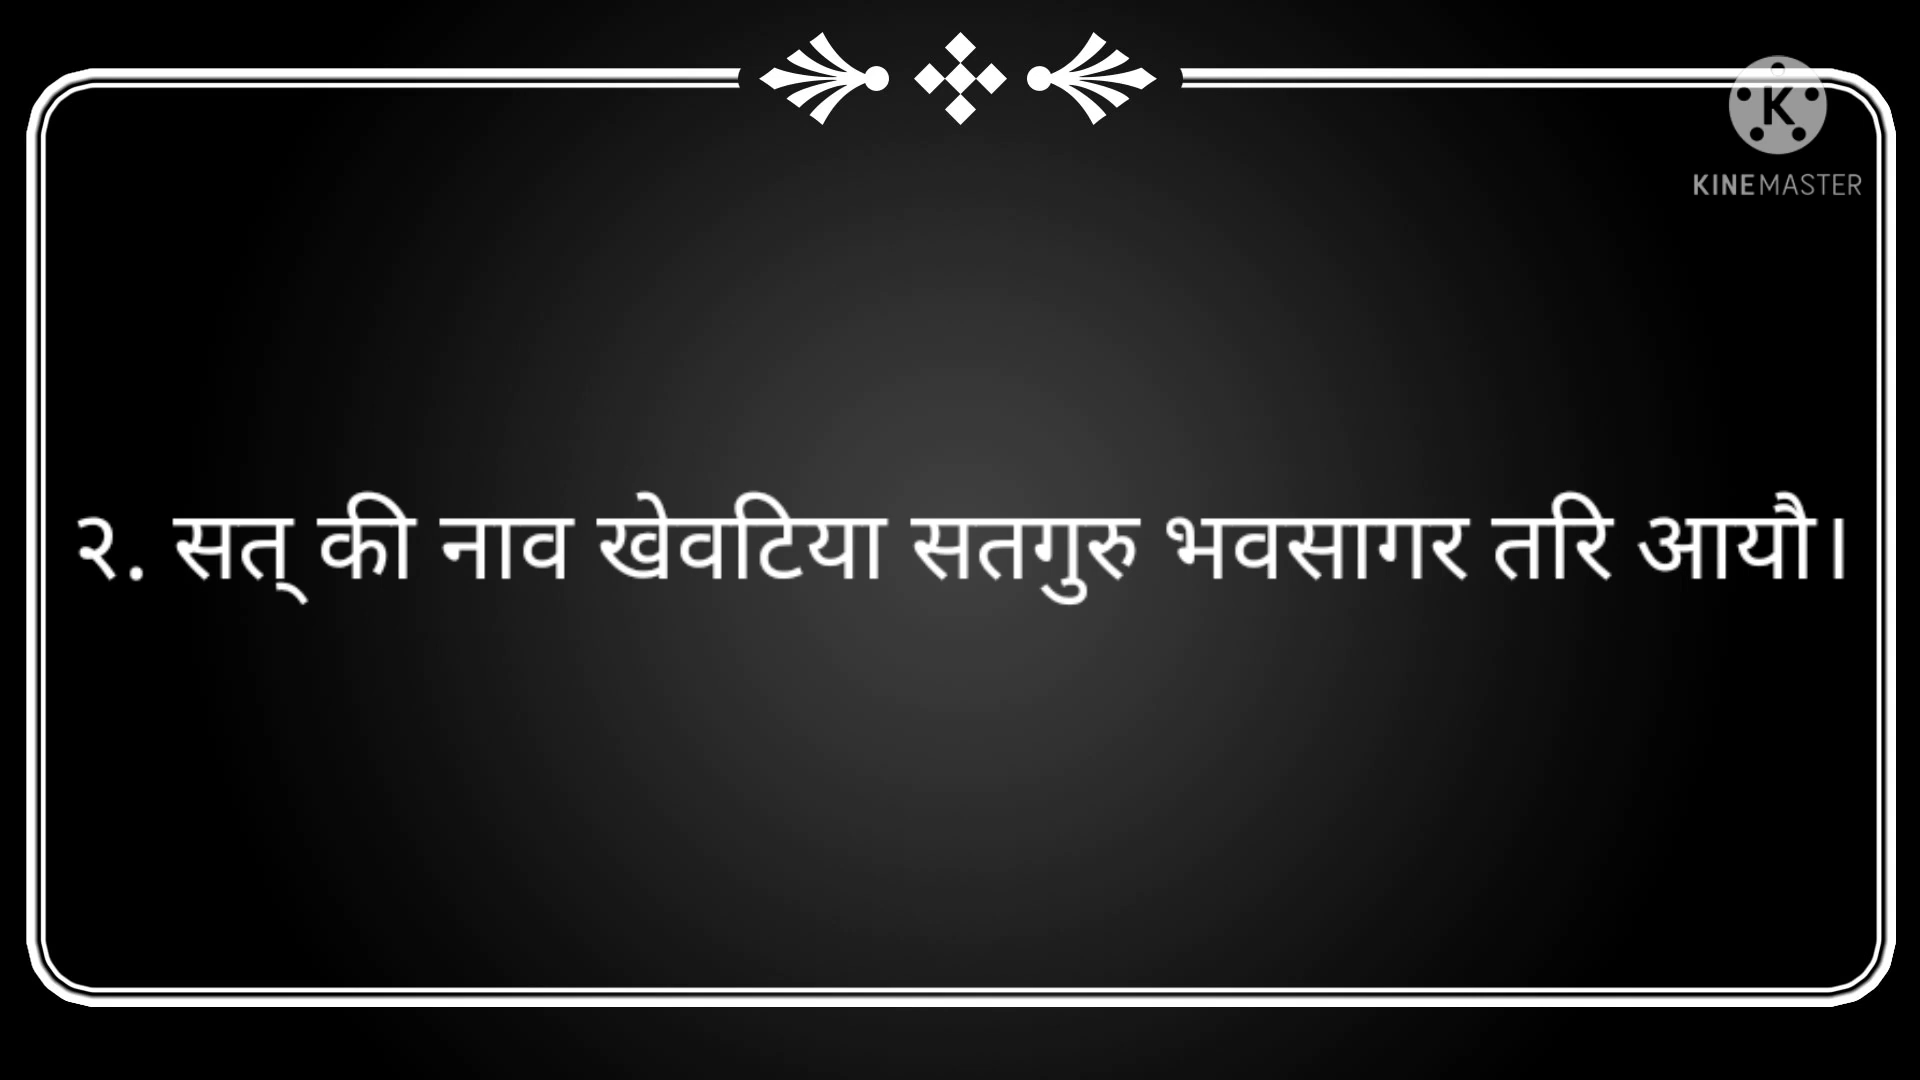 KINEMASTER
२. सत् की नाव खेवटिया सतगुरु भवसागर तरि आयौ।